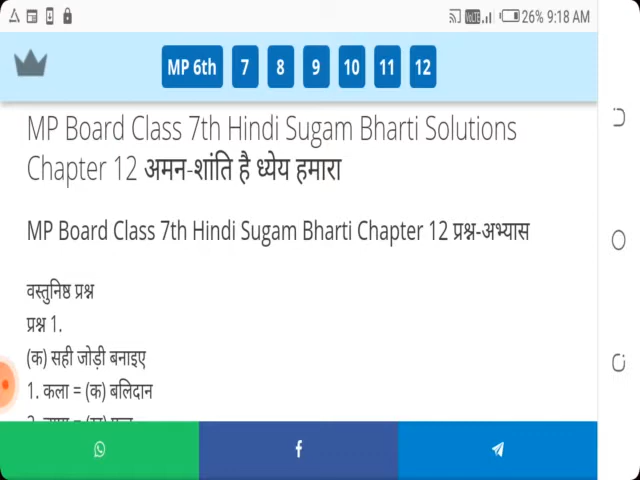 26% 9:18 AM
MP 6th 7 8 9 10 11 12
MP Board Class 7th Hindi Sugam Bharti Solutions
Chapter 12 अमन-शांति है ध्येय हमारा
MP Board Class 7th Hindi Sugam Bharti Chapter 12 प्रश्न-अभ्यास
वस्तुनिष्ठ प्रश्न
प्रश्न 1.
(क) सही जोड़ी बनाइए
1. कला = (क) बलिदान